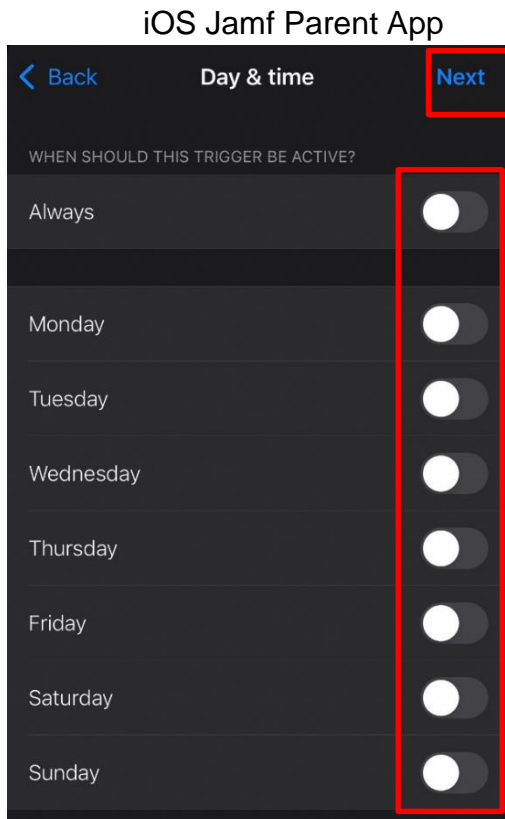 iOS Jamf Parent App
Back Day & time Next
WHEN SHOULD THIS TRIGGER BE ACTIVE?
Always
Monday
Tuesday
Wednesday
Thursday
Friday
Saturday
Sunday